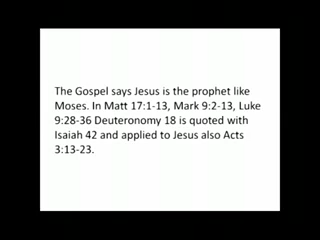 The Gospel says Jesus is the prophet like
Moses. In Matt 17:1-13, Mark 9:2-13, Luke
9:28-36 Deuteronomy 18 is quoted with
Isaiah 42 and applied to Jesus also Acts
3:13-23.